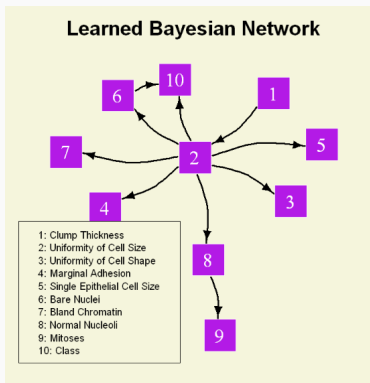 Learned Bayesian Network
10
6
1
5
7
2
3
4
8
9
1: Clump Thickness
2: Uniformity of Cell Size
3: Uniformity of Cell Shape
4: Marginal Adhesion
5: Single Epithelial Cell Size
6: Bare Nuclei
7: Bland Chromatin
8: Normal Nucleoli
9: Mitoses
10: Class